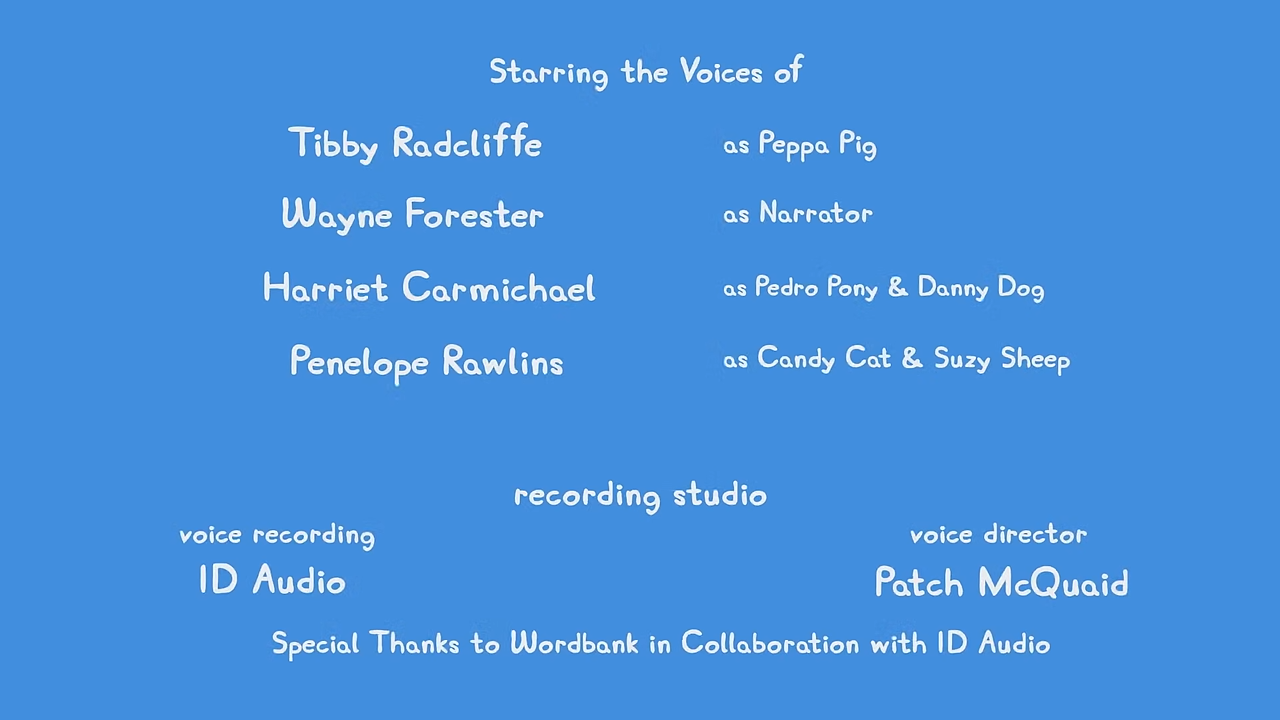 Starring the Voices of
Tibby Radcliffe as Peppa Pig
Wayne Forester as Narrator
Harriet Carmichael as Pedro Pony & Danny Dog
Penelope Rawlins as Candy Cat & Suzy Sheep
recording studio
voice recording
ID Audio
voice director
Patch McQuaid
Special Thanks to Wordbank in Collaboration with ID Audio